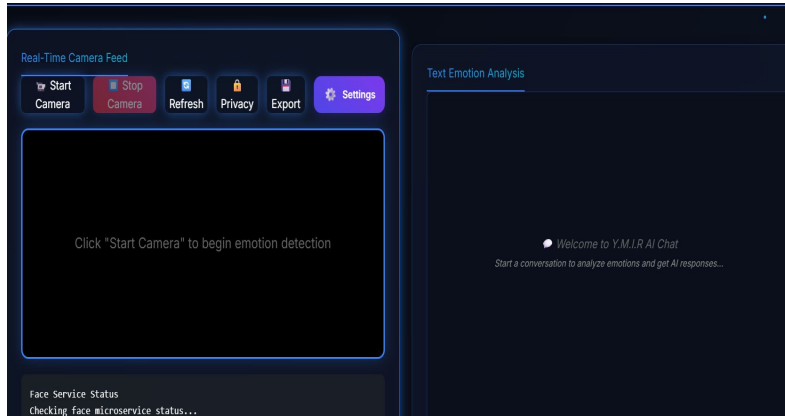 Real-Time Camera Feed
Start
Camera
Stop
Camera
Refresh
Privacy
Export
Settings
Click "Start Camera" to begin emotion detection
Face Service Status
Checking face microservice status...
Text Emotion Analysis
Welcome to Y.M.I.R AI Chat
Start a conversation to analyze emotions and get AI responses...